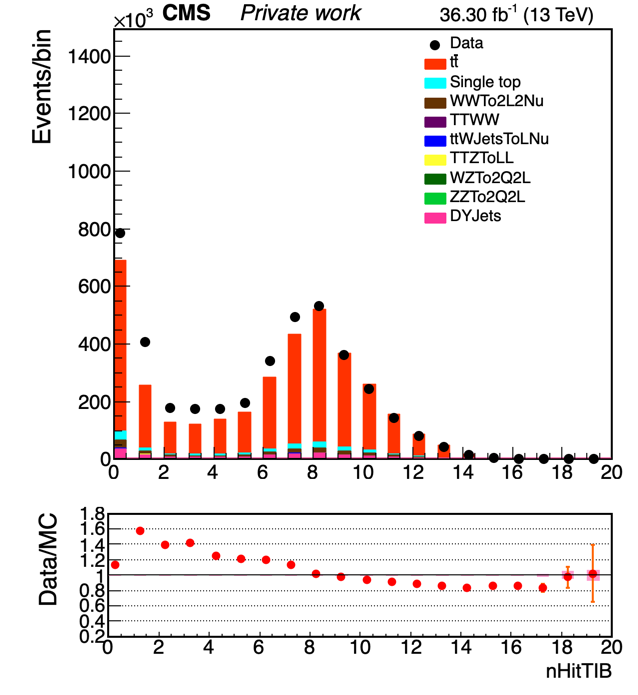 ×10³ CMS Private work 36.30 fb⁻¹ (13 TeV)
Events/bin
1400
1200
1000
800
600
400
200
0
Data
tt̄
Single top
WWTo2L2Nu
TTWW
ttWJetsToLNu
TTZToLL
WZTo2Q2L
ZZTo2Q2L
DYJets
0 2 4 6 8 10 12 14 16 18 20
Data/MC
1.8
1.6
1.4
1.2
1
0.8
0.6
0.4
0.2
0 2 4 6 8 10 12 14 16 18 20
nHitTIB